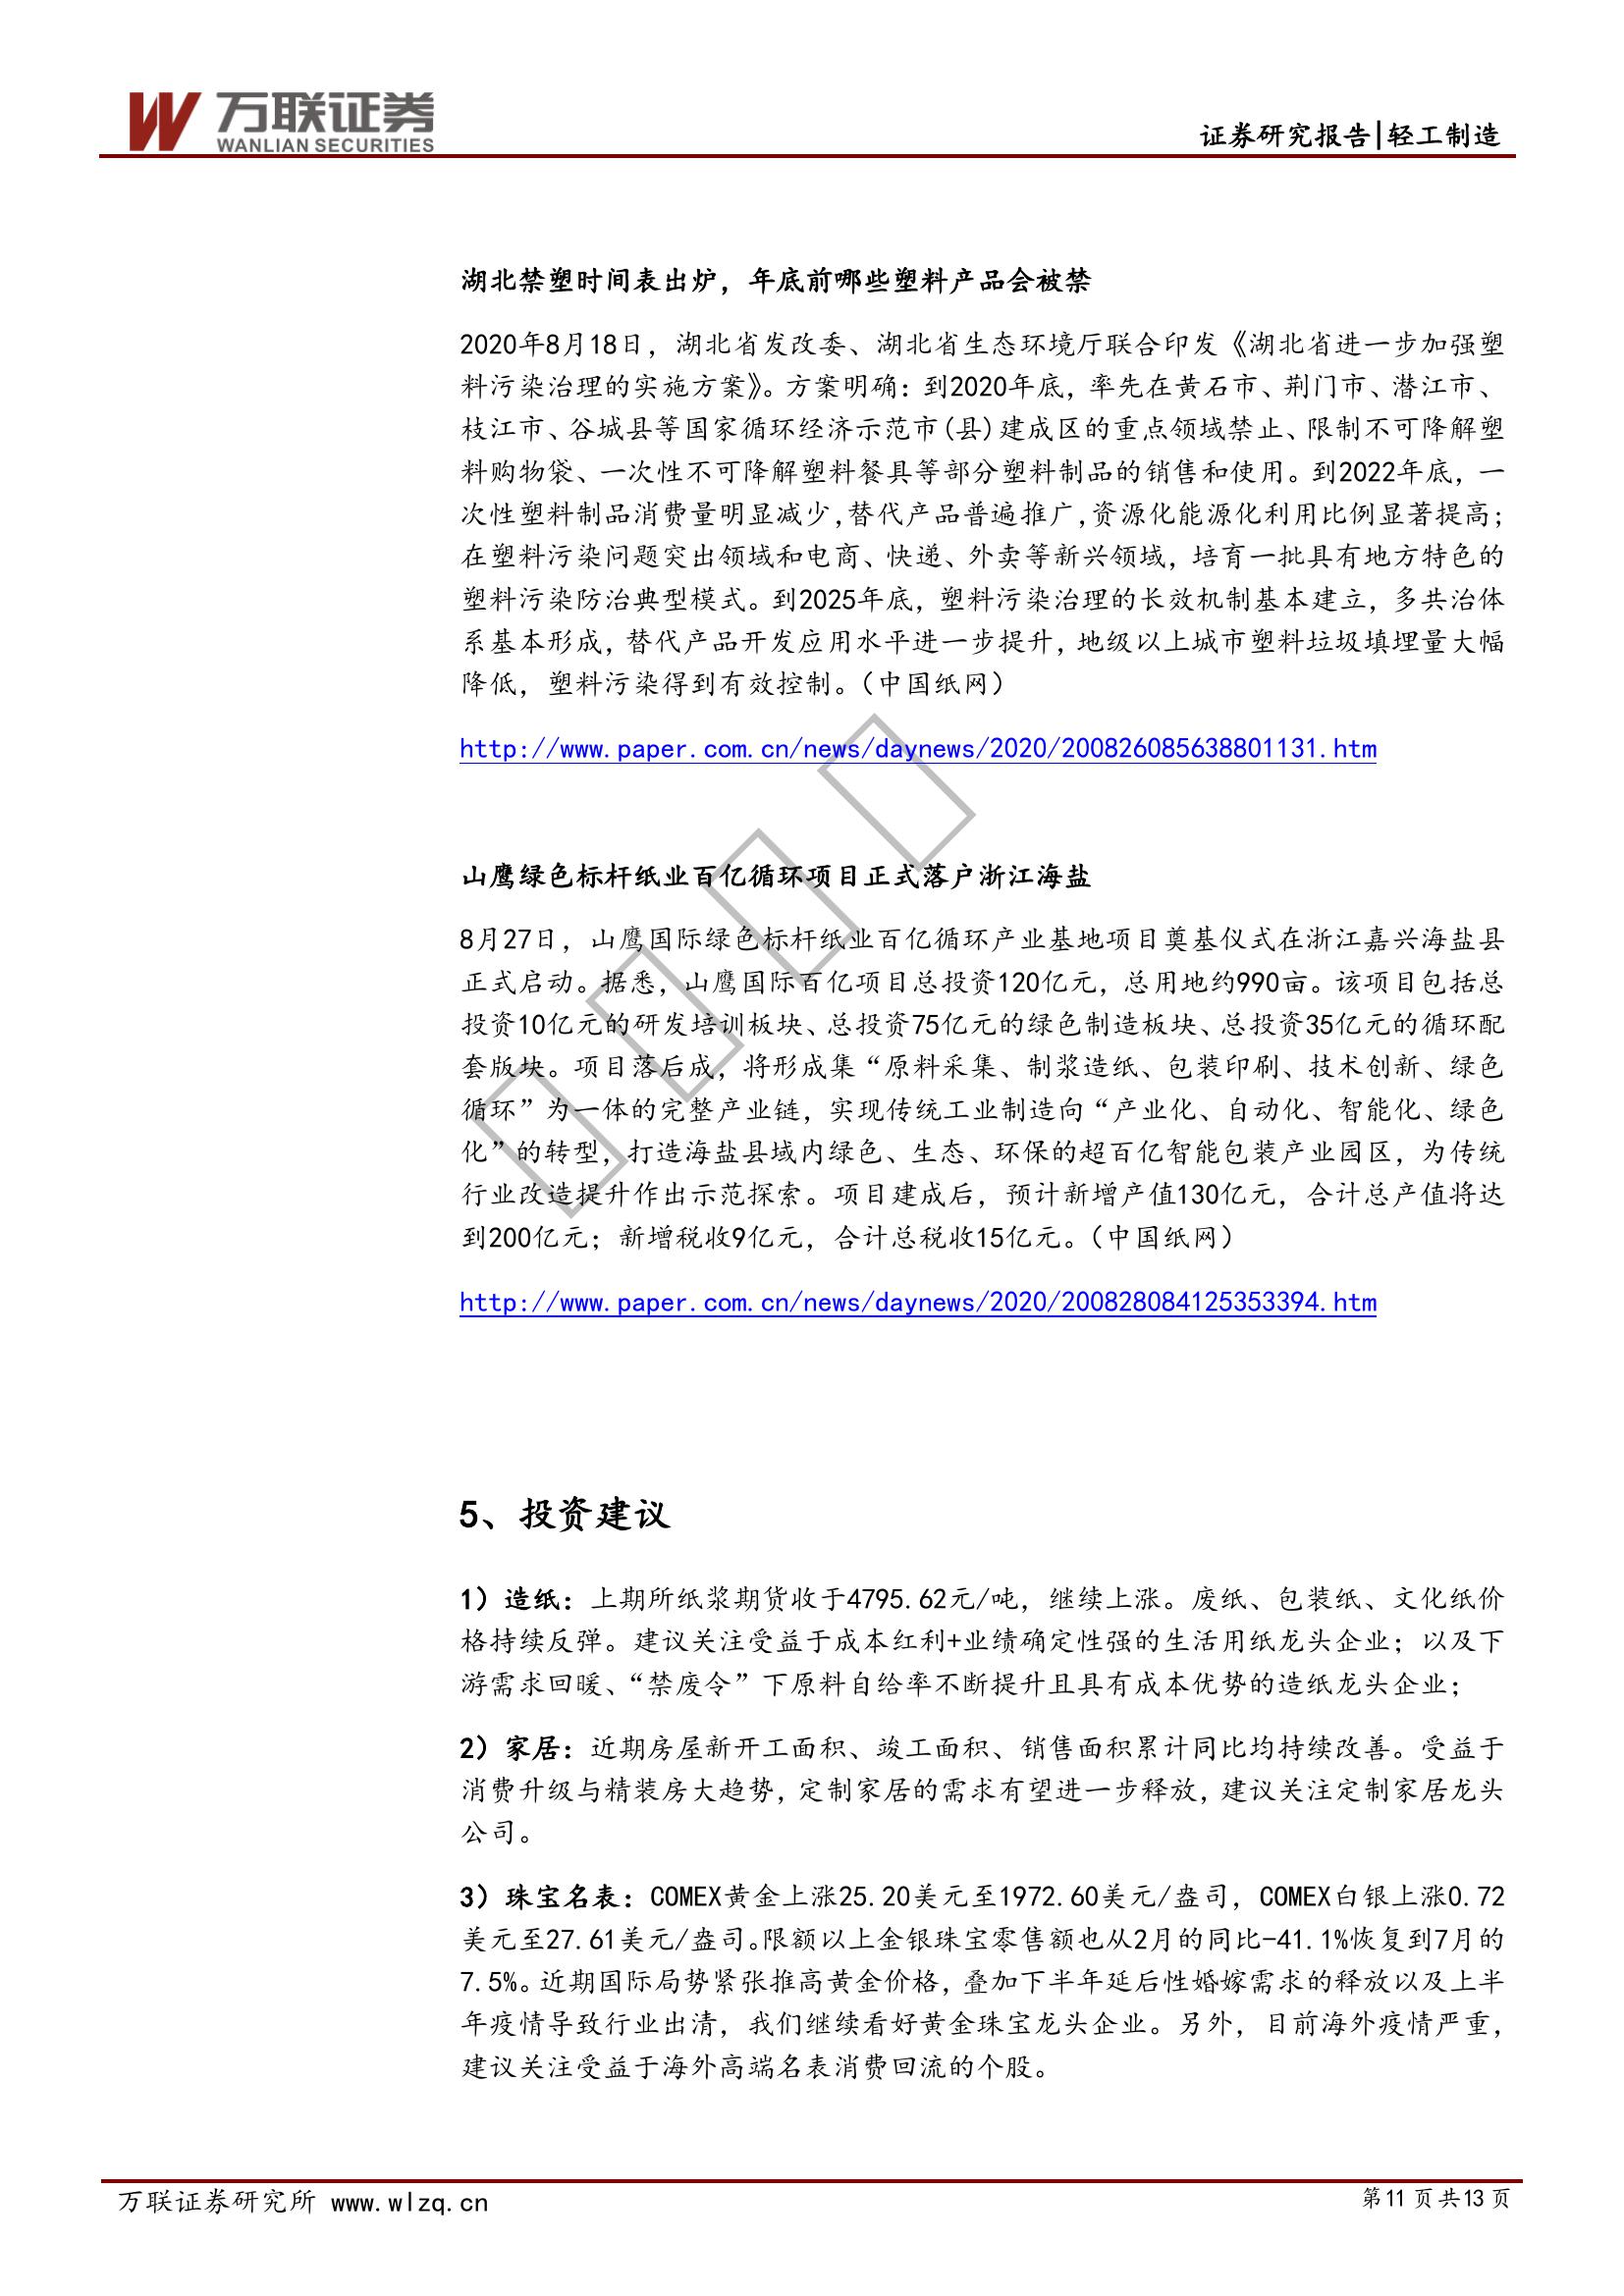 万联证券
WANLIAN SECURITIES
证券研究报告|轻工制造
湖北禁塑时间表出炉，年底前哪些塑料产品会被禁
2020年8月18日，湖北省发改委、湖北省生态环境厅联合印发《湖北省进一步加强塑
料污染治理的实施方案》。方案明确：到2020年底，率先在黄石市、荆门市、潜江市、
枝江市、谷城县等国家循环经济示范市(县)建成区的重点领域禁止、限制不可降解塑
料购物袋、一次性不可降解塑料餐具等部分塑料制品的销售和使用。到2022年底，一
次性塑料制品消费量明显减少,替代产品普遍推广,资源化能源化利用比例显著提高；
在塑料污染问题突出领域和电商、快递、外卖等新兴领域，培育一批具有地方特色的
塑料污染防治典型模式。到2025年底，塑料污染治理的长效机制基本建立，多共治体
系基本形成，替代产品开发应用水平进一步提升，地级以上城市塑料垃圾填埋量大幅
降低，塑料污染得到有效控制。（中国纸网）
http://www.paper.com.cn/news/daynews/2020/200826085638801131.htm
山鹰绿色标杆纸业百亿循环项目正式落户浙江海盐
8月27日，山鹰国际绿色标杆纸业百亿循环产业基地项目奠基仪式在浙江嘉兴海盐县
正式启动。据悉，山鹰国际百亿项目总投资120亿元，总用地约990亩。该项目包括总
投资10亿元的研发培训板块、总投资75亿元的绿色制造板块、总投资35亿元的循环配
套版块。项目落后成，将形成集“原料采集、制浆造纸、包装印刷、技术创新、绿色
循环”为一体的完整产业链，实现传统工业制造向“产业化、自动化、智能化、绿色
化”的转型，打造海盐县域内绿色、生态、环保的超百亿智能包装产业园区，为传统
行业改造提升作出示范探索。项目建成后，预计新增产值130亿元，合计总产值将达
到200亿元；新增税收9亿元，合计总税收15亿元。（中国纸网）
http://www.paper.com.cn/news/daynews/2020/200828084125353394.htm
5、投资建议
1）造纸：上期所纸浆期货收于4795.62元/吨，继续上涨。废纸、包装纸、文化纸价
格持续反弹。建议关注受益于成本红利+业绩确定性强的生活用纸龙头企业；以及下
游需求回暖、“禁废令”下原料自给率不断提升且具有成本优势的造纸龙头企业；
2）家居：近期房屋新开工面积、竣工面积、销售面积累计同比均持续改善。受益于
消费升级与精装房大趋势，定制家居的需求有望进一步释放，建议关注定制家居龙头
公司。
3）珠宝名表：COMEX黄金上涨25.20美元至1972.60美元/盎司，COMEX白银上涨0.72
美元至27.61美元/盎司。限额以上金银珠宝零售额也从2月的同比-41.1%恢复到7月的
7.5%。近期国际局势紧张推高黄金价格，叠加下半年延后性婚嫁需求的释放以及上半
年疫情导致行业出清，我们继续看好黄金珠宝龙头企业。另外，目前海外疫情严重，
建议关注受益于海外高端名表消费回流的个股。
万联证券研究所 www.wlzq.cn
第11页共13页